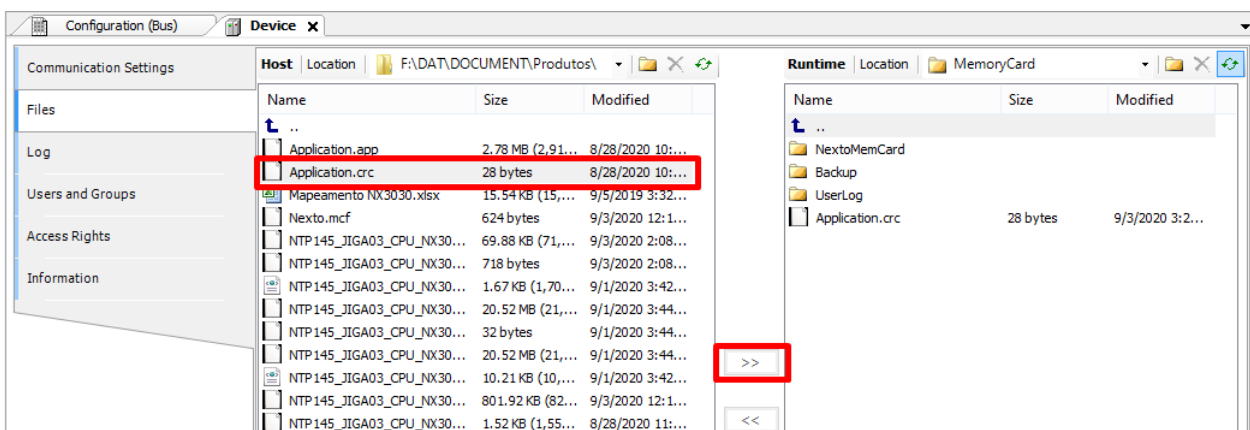 Configuration (Bus) Device X
Communication Settings
Files
Log
Users and Groups
Access Rights
Information
Host Location F:\DAT\DOCUMENT\Produtos\
Name Size Modified
..
Application.app 2.78 MB (2,91... 8/28/2020 10:...
Application.crc 28 bytes 8/28/2020 10:...
Mapeamento NX3030.xlsx 15.54 KB (15,... 9/5/2019 3:32...
Nexto.mcf 624 bytes 9/3/2020 12:1...
NTP145_JIGA03_CPU_NX30... 69.88 KB (71,... 9/3/2020 2:08...
NTP145_JIGA03_CPU_NX30... 718 bytes 9/3/2020 2:08...
NTP145_JIGA03_CPU_NX30... 1.67 KB (1,70... 9/1/2020 3:42...
NTP145_JIGA03_CPU_NX30... 20.52 MB (21,... 9/1/2020 3:44...
NTP145_JIGA03_CPU_NX30... 32 bytes 9/1/2020 3:44...
NTP145_JIGA03_CPU_NX30... 20.52 MB (21,... 9/1/2020 3:44...
NTP145_JIGA03_CPU_NX30... 10.21 KB (10,... 9/1/2020 3:42...
NTP145_JIGA03_CPU_NX30... 801.92 KB (82... 9/3/2020 12:1...
NTP145_JIGA03_CPU_NX30... 1.52 KB (1,55... 8/28/2020 11:...
>>
<<
Runtime Location MemoryCard
Name Size Modified
..
NextoMemCard
Backup
UserLog
Application.crc 28 bytes 9/3/2020 3:2...